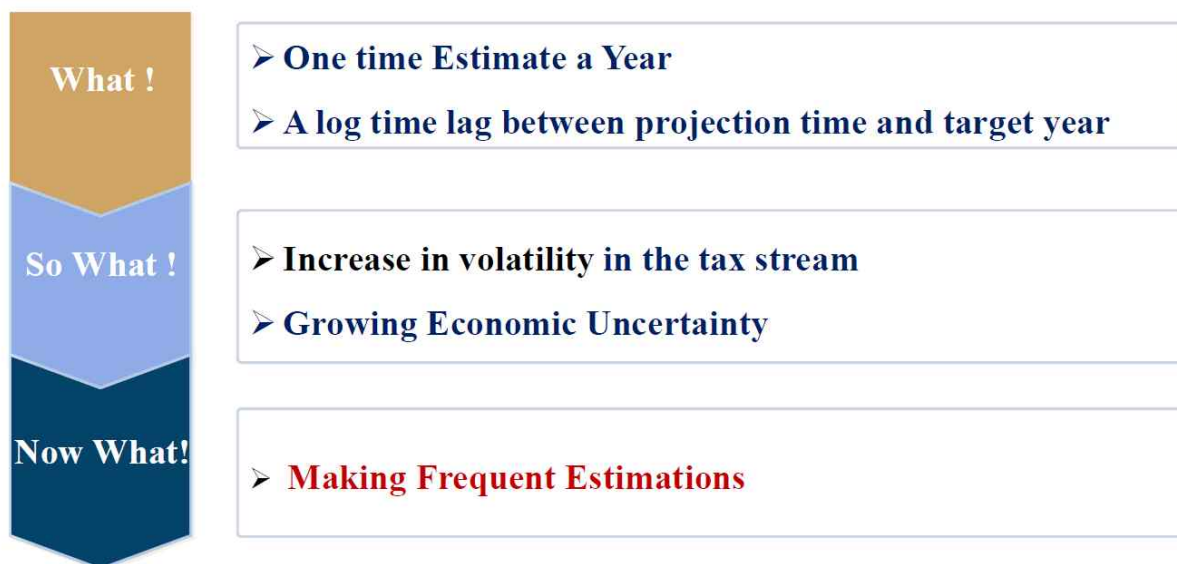 What !
➢ One time Estimate a Year
➢ A log time lag between projection time and target year
So What !
➢ Increase in volatility in the tax stream
➢ Growing Economic Uncertainty
Now What!
➢ Making Frequent Estimations